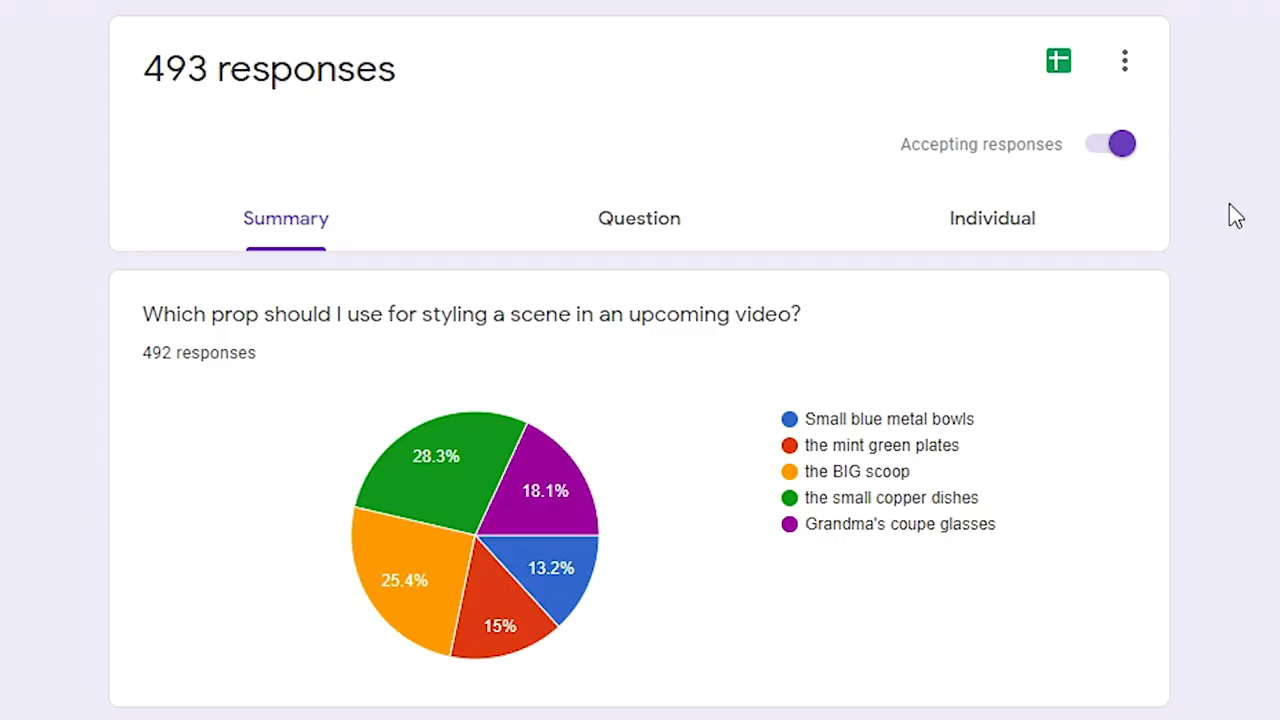 493 responses
Accepting responses
Summary Question Individual
Which prop should I use for styling a scene in an upcoming video?
492 responses
28.3%
18.1%
13.2%
15%
25.4%
Small blue metal bowls
the mint green plates
the BIG scoop
the small copper dishes
Grandma's coupe glasses